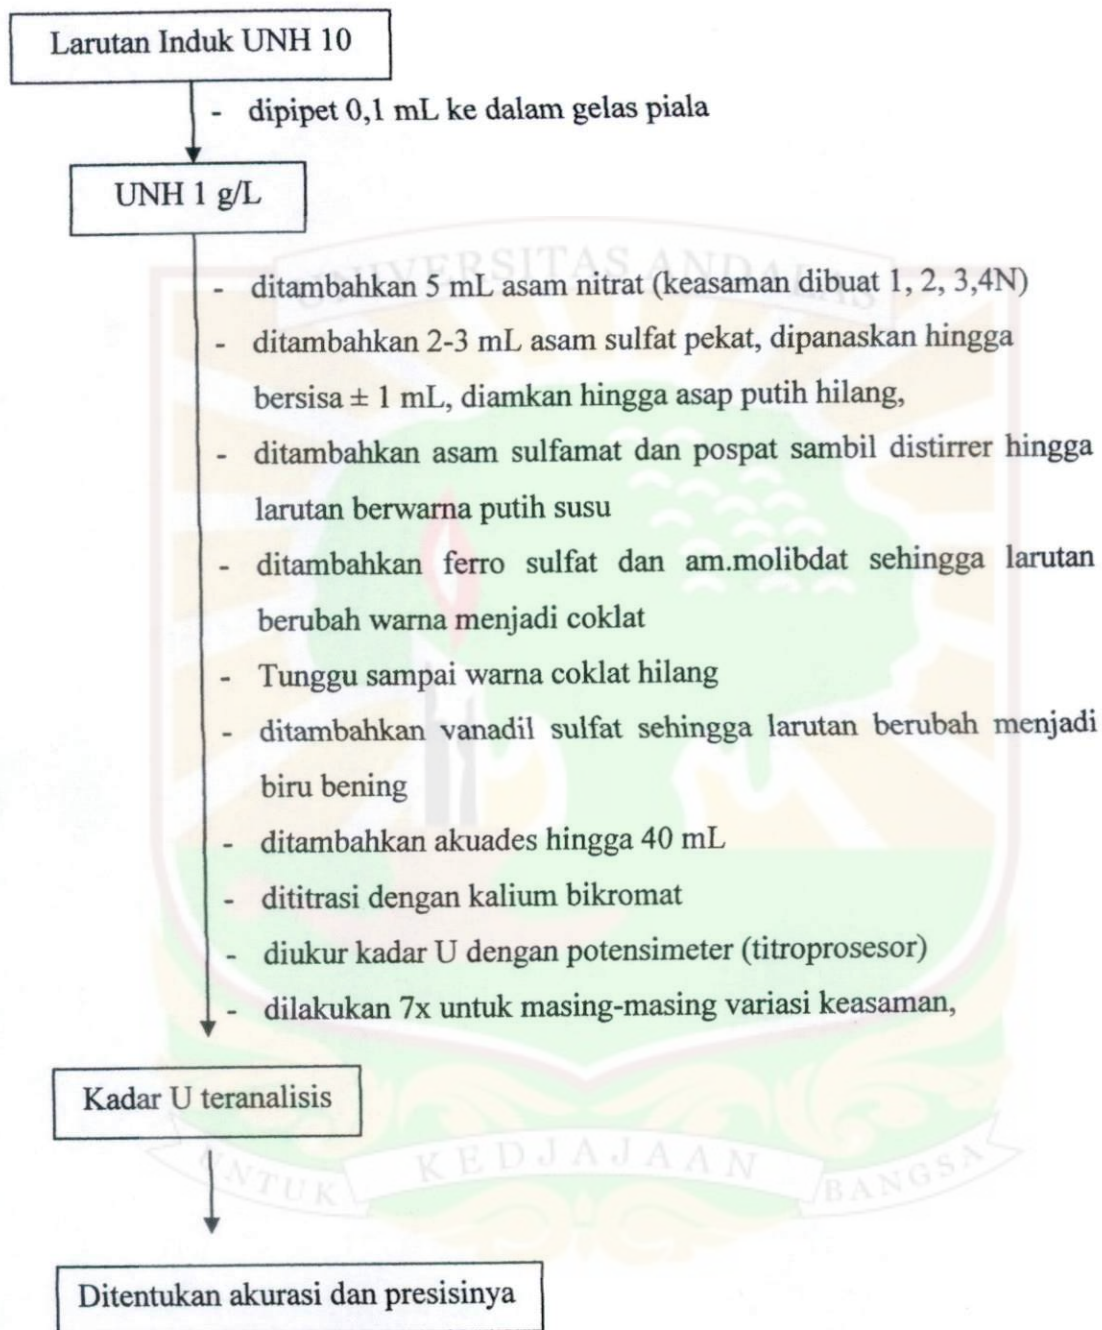 Larutan Induk UNH 10
- dipipet 0,1 mL ke dalam gelas piala
UNH 1 g/L
UNIVERSITAS ANDALAS
- ditambahkan 5 mL asam nitrat (keasaman dibuat 1, 2, 3,4N)
- ditambahkan 2-3 mL asam sulfat pekat, dipanaskan hingga
bersisa ± 1 mL, diamkan hingga asap putih hilang,
- ditambahkan asam sulfamat dan pospat sambil distirrer hingga
larutan berwarna putih susu
- ditambahkan ferro sulfat dan am.molibdat sehingga larutan
berubah warna menjadi coklat
- Tunggu sampai warna coklat hilang
- ditambahkan vanadil sulfat sehingga larutan berubah menjadi
biru bening
- ditambahkan akuades hingga 40 mL
- dititrasi dengan kalium bikromat
- diukur kadar U dengan potensimeter (titroprosesor)
- dilakukan 7x untuk masing-masing variasi keasaman,
Kadar U teranalisis
UNTUK KEDJAJAAN BANGSA
Ditentukan akurasi dan presisinya